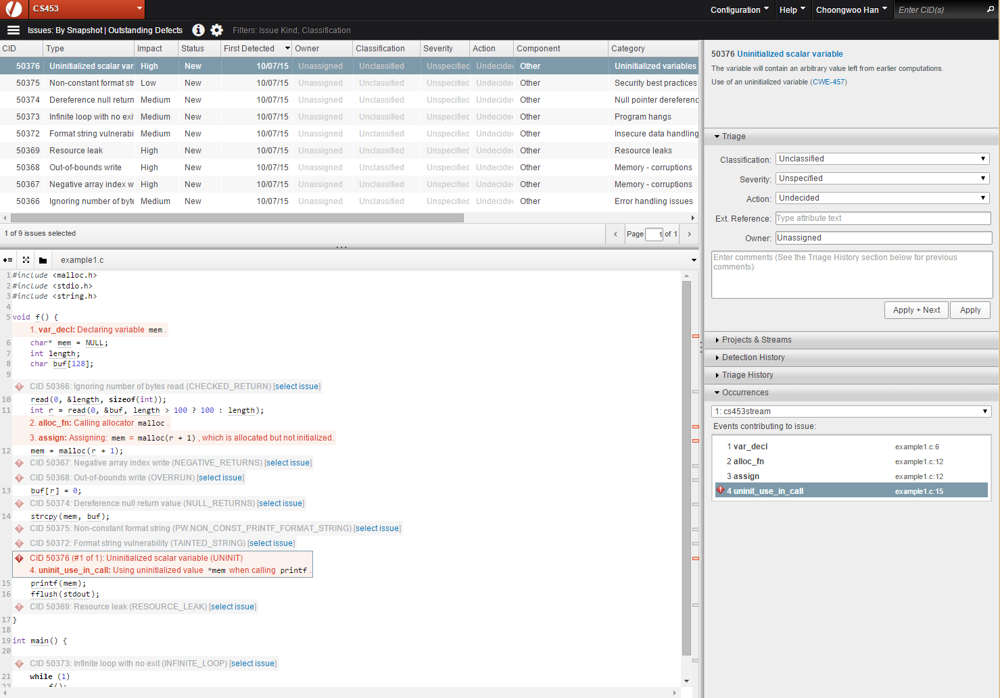 CS453
Configuration Help Choongwoo Han Enter CID(s)
Issues: By Snapshot | Outstanding Defects Filters: Issue Kind, Classification
CID Type Impact Status First Detected Owner Classification Severity Action Component Category
50376 Uninitialized scalar var High New 10/07/15 Unassigned Unclassified Unspecified Undecided Other Uninitialized variables
50375 Non-constant format str Low New 10/07/15 Unassigned Unclassified Unspecified Undecided Other Security best practices
50374 Dereference null return Medium New 10/07/15 Unassigned Unclassified Unspecified Undecided Other Null pointer dereferenc
50373 Infinite loop with no exi Medium New 10/07/15 Unassigned Unclassified Unspecified Undecided Other Program hangs
50372 Format string vulnerabi Medium New 10/07/15 Unassigned Unclassified Unspecified Undecided Other Insecure data handling
50369 Resource leak High New 10/07/15 Unassigned Unclassified Unspecified Undecided Other Resource leaks
50368 Out-of-bounds write High New 10/07/15 Unassigned Unclassified Unspecified Undecided Other Memory - corruptions
50367 Negative array index w High New 10/07/15 Unassigned Unclassified Unspecified Undecided Other Memory - corruptions
50366 Ignoring number of byte Medium New 10/07/15 Unassigned Unclassified Unspecified Undecided Other Error handling issues
1 of 9 issues selected Page 1 of 1
example1.c
1 #include <malloc.h>
2 #include <stdio.h>
3 #include <string.h>
4
5 void f() {
1. var_decl: Declaring variable mem.
6 char* mem = NULL;
7 int length;
8 char buf[128];
9
CID 50366: Ignoring number of bytes read (CHECKED_RETURN) [select issue]
10 read(0, &length, sizeof(int));
11 int r = read(0, &buf, length > 100 ? 100 : length);
2. alloc_fn: Calling allocator malloc.
3. assign: Assigning: mem = malloc(r + 1), which is allocated but not initialized.
12 mem = malloc(r + 1);
CID 50367: Negative array index write (NEGATIVE_RETURNS) [select issue]
CID 50368: Out-of-bounds write (OVERRUN) [select issue]
13 buf[r] = 0;
CID 50374: Dereference null return value (NULL_RETURNS) [select issue]
14 strcpy(mem, buf);
CID 50375: Non-constant format string (PW.NON_CONST_PRINTF_FORMAT_STRING) [select issue]
CID 50372: Format string vulnerability (TAINTED_STRING) [select issue]
CID 50376 (#1 of 1): Uninitialized scalar variable (UNINIT)
4. uninit_use_in_call: Using uninitialized value *mem when calling printf.
15 printf(mem);
16 fflush(stdout);
CID 50369: Resource leak (RESOURCE_LEAK) [select issue]
17 }
18
19 int main() {
20
CID 50373: Infinite loop with no exit (INFINITE_LOOP) [select issue]
21 while (1)
22 f();
50376 Uninitialized scalar variable
The variable will contain an arbitrary value left from earlier computations.
Use of an uninitialized variable (CWE-457)
Triage
Classification: Unclassified
Severity: Unspecified
Action: Undecided
Ext. Reference: Type attribute text
Owner: Unassigned
Enter comments (See the Triage History section below for previous
comments)
Apply + Next Apply
Projects & Streams
Detection History
Triage History
Occurrences
1: cs453stream
Events contributing to issue:
1 var_decl example1.c:6
2 alloc_fn example1.c:12
3 assign example1.c:12
4 uninit_use_in_call example1.c:15